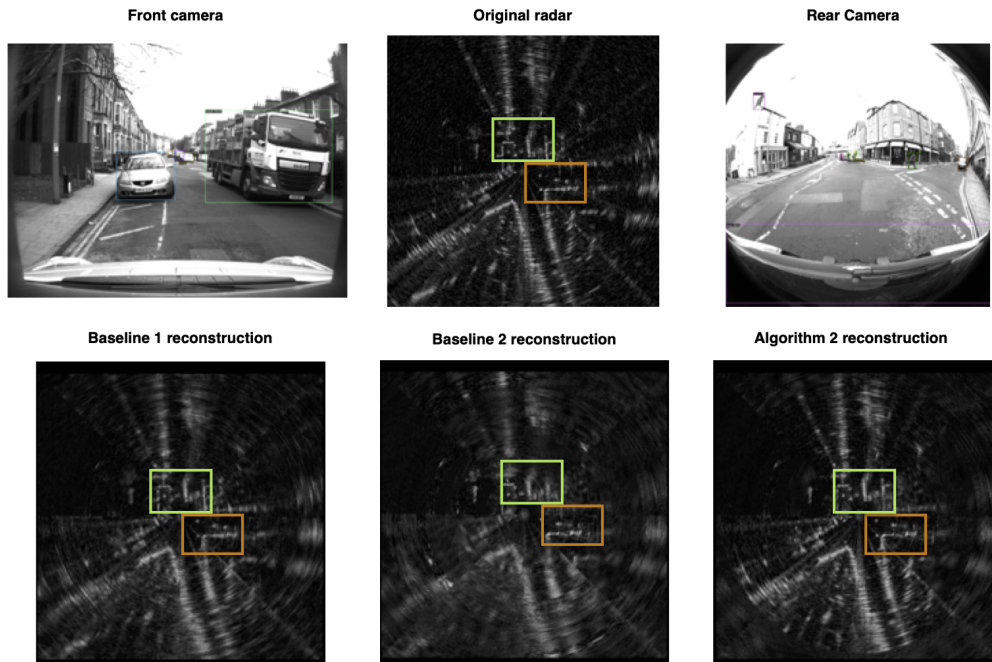 Front camera
Original radar
Rear Camera
Baseline 1 reconstruction
Baseline 2 reconstruction
Algorithm 2 reconstruction